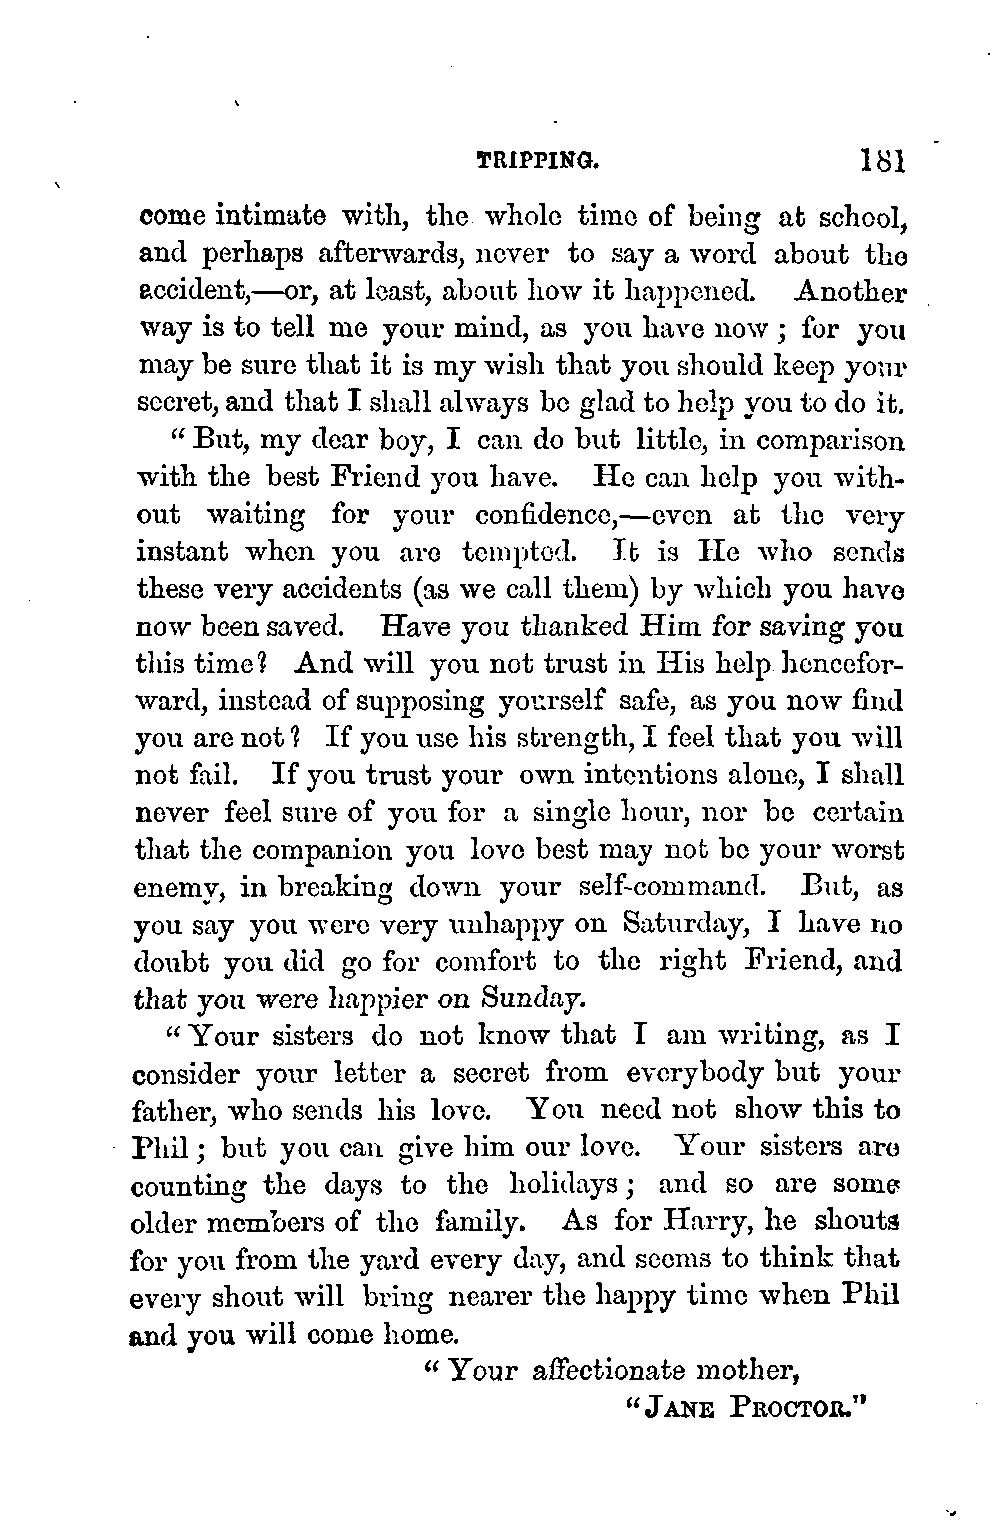 TRIPPING. 181
come intimate with, the whole time of being at school,
and perhaps afterwards, never to say a word about the
accident,—or, at least, about how it happened. Another
way is to tell me your mind, as you have now ; for you
may be sure that it is my wish that you should keep your
secret, and that I shall always be glad to help you to do it.
“ But, my dear boy, I can do but little, in comparison
with the best Friend you have. He can help you with-
out waiting for your confidence,—even at the very
instant when you are tempted. It is He who sends
these very accidents (as we call them) by which you have
now been saved. Have you thanked Him for saving you
this time? And will you not trust in His help hencefor-
ward, instead of supposing yourself safe, as you now find
you are not? If you use his strength, I feel that you will
not fail. If you trust your own intentions alone, I shall
never feel sure of you for a single hour, nor be certain
that the companion you love best may not be your worst
enemy, in breaking down your self-command. But, as
you say you were very unhappy on Saturday, I have no
doubt you did go for comfort to the right Friend, and
that you were happier on Sunday.
“ Your sisters do not know that I am writing, as I
consider your letter a secret from everybody but your
father, who sends his love. You need not show this to
Phil ; but you can give him our love. Your sisters are
counting the days to the holidays ; and so are some
older members of the family. As for Harry, he shouts
for you from the yard every day, and seems to think that
every shout will bring nearer the happy time when Phil
and you will come home.
“ Your affectionate mother,
“JANE PROCTOR.”